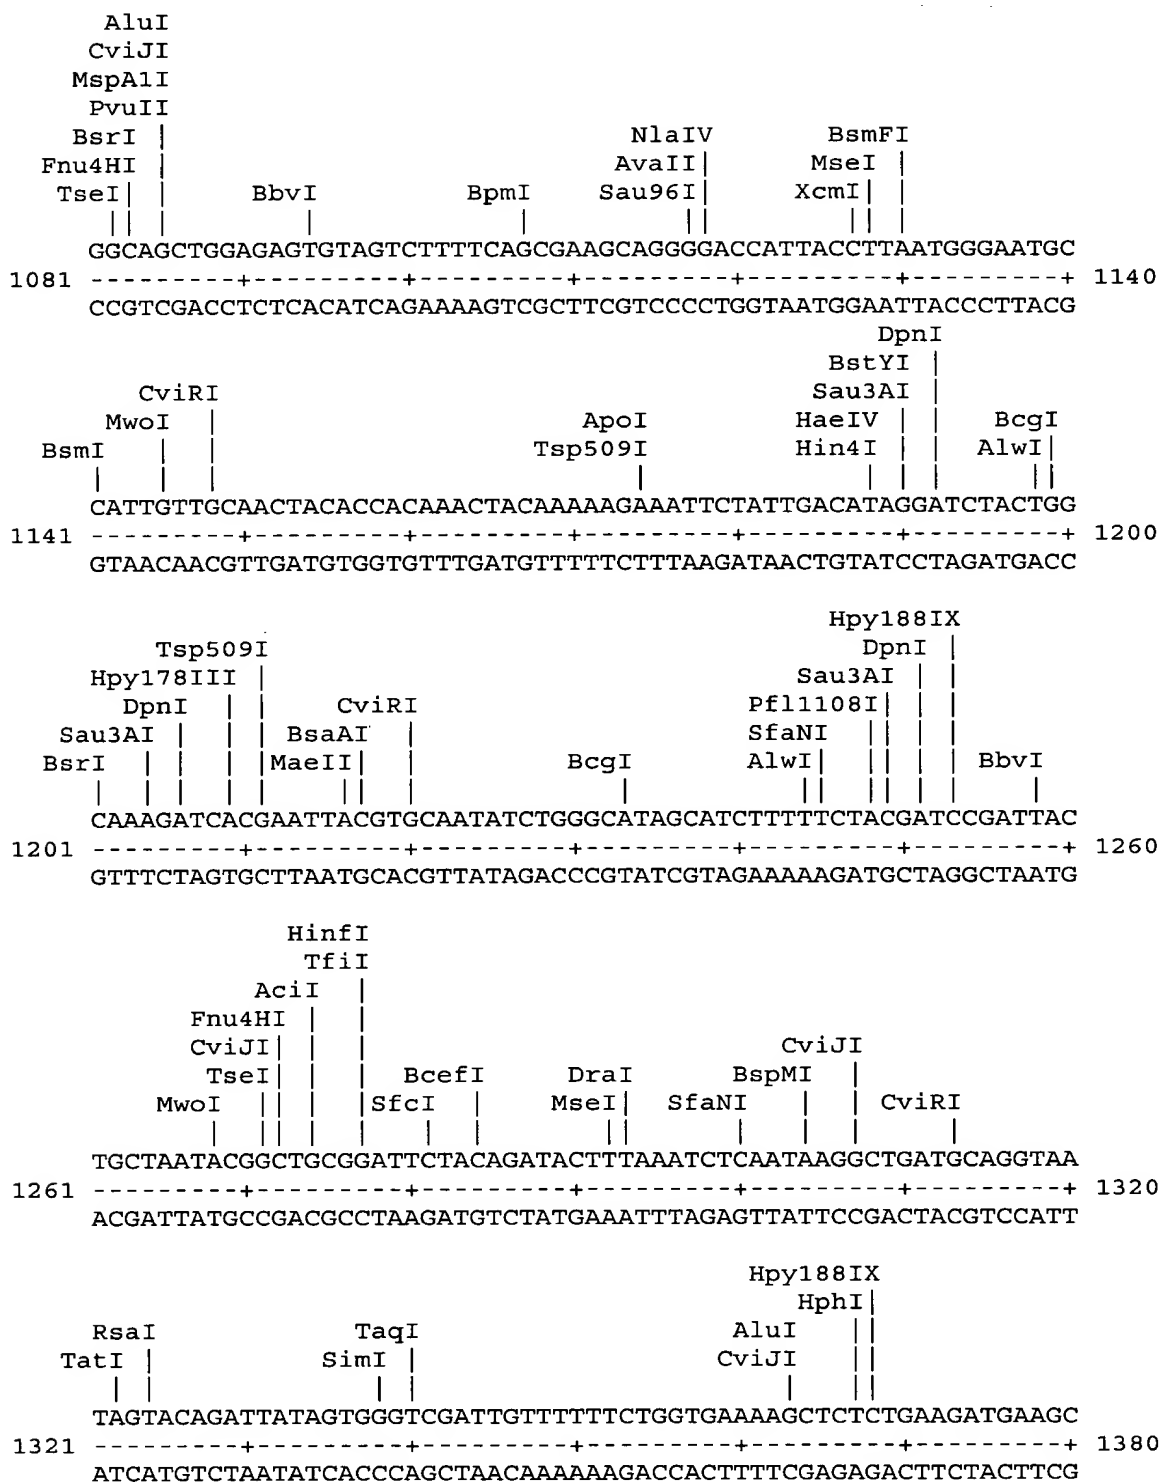 AluI
CviJI
MspA1I
PvuII
BsrI
Fnu4HI
TseI
BbvI
BpmI
NlaIV
AvaII
Sau96I
BsmFI
MseI
XcmI
GGCAGCTGGAGAGTGTAGTCTTTTCAGCGAAGCAGGGGACCATTACCTTAATGGGAATGC
1081 ---------+---------+---------+---------+---------+---------+ 1140
CCGTCGACCTCTCACATCAGAAAAGTCGCTTCGTCCCCTGGTAATGGAATTACCCTTACG
DpnI
BstYI
Sau3AI
HaeIV
Hin4I
CviRI
MwoI
BsmI
ApoI
Tsp509I
BcgI
AlwI
CATTGTTGCAACTACACCACAAACTACAAAAAGAAATTCTATTGACATAGGATCTACTGG
1141 ---------+---------+---------+---------+---------+---------+ 1200
GTAACAACGTTGATGTGGTGTTTGATGTTTTTCTTTAAGATAACTGTATCCTAGATGACC
Tsp509I
Hpy178III
DpnI
Sau3AI
BsrI
BsaAI
MaeII
CviRI
BcgI
Hpy188IX
DpnI
Sau3AI
Pfl1108I
SfaNI
AlwI
BbvI
CAAAGATCACGAATTACGTGCAATATCTGGGCATAGCATCTTTTTCTACGATCCGATTAC
1201 ---------+---------+---------+---------+---------+---------+ 1260
GTTTCTAGTGCTTAATGCACGTTATAGACCCGTATCGTAGAAAAAGATGCTAGGCTAATG
HinfI
TfiI
AciI
Fnu4HI
CviJI
TseI
MwoI
BcefI
SfcI
DraI
MseI
SfaNI
CviJI
BspMI
CviRI
TGCTAATACGGCTGCGGATTCTACAGATACTTTAAATCTCAATAAGGCTGATGCAGGTAA
1261 ---------+---------+---------+---------+---------+---------+ 1320
ACGATTATGCCGACGCCTAAGATGTCTATGAAATTTAGAGTTATTCCGACTACGTCCATT
RsaI
TatI
TaqI
SimI
Hpy188IX
HphI
AluI
CviJI
TAGTACAGATTATAGTGGGTCGATTGTTTTTTCTGGTGAAAAGCTCTCTGAAGATGAAGC
1321 ---------+---------+---------+---------+---------+---------+ 1380
ATCATGTCTAATATCACCCAGCTAACAAAAAAGACCACTTTTCGAGAGACTTCTACTTCG